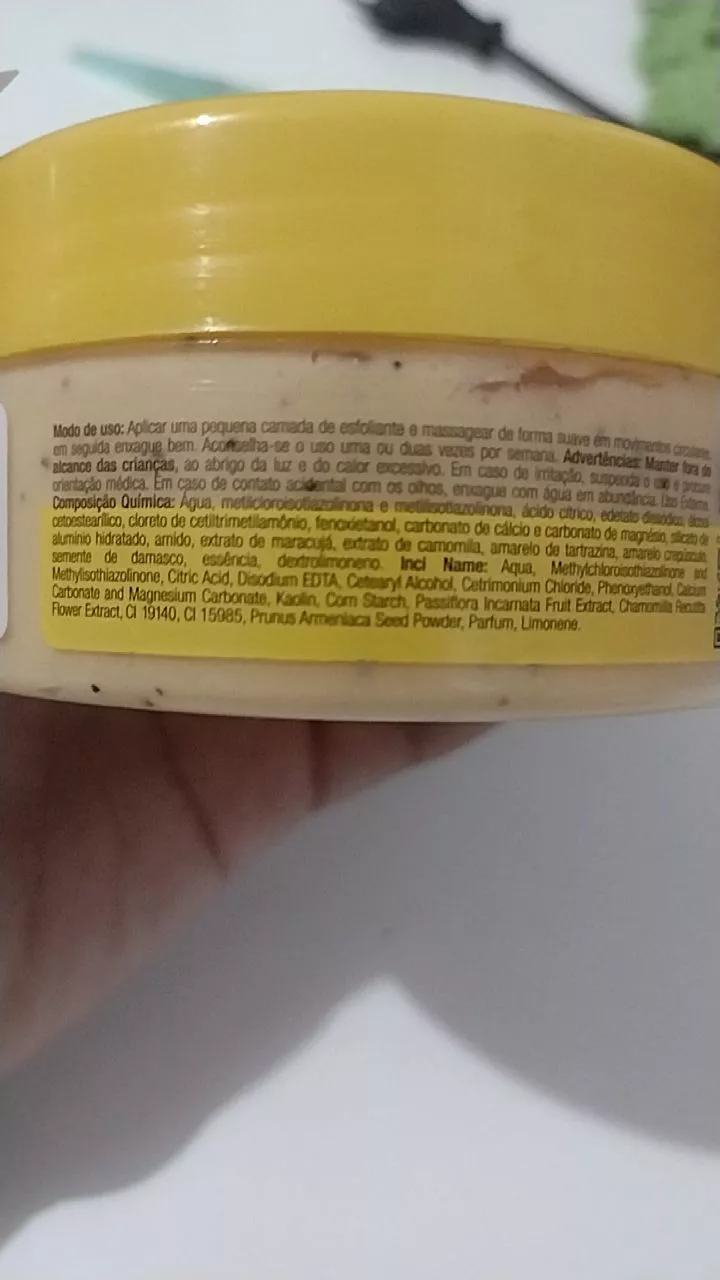 Modo de uso: Aplicar uma pequena camada de esfoliante e massagear de forma suave em movimentos circulares,
em seguida enxague bem. Aconselha-se o uso uma ou duas vezes por semana. Advertências: Manter fora do
alcance das crianças, ao abrigo da luz e do calor excessivo. Em caso de irritação, suspenda o uso e procure
orientação médica. Em caso de contato acidental com os olhos, enxague com água em abundância. Uso Externo.
Composição Química: Água, metilcloroisotiazolinona e metilisotiazolinona, ácido cítrico, edetato dissódico, álcool
cetoestearílico, cloreto de cetiltrimetilamônio, fenoxietanol, carbonato de cálcio e carbonato de magnésio, silicato de
alumínio hidratado, amido, extrato de maracujá, extrato de camomila, amarelo de tartrazina, amarelo crepúsculo,
semente de damasco, essência, dextrolimoneno. Inci Name: Aqua, Methylchloroisothiazolinone and
Methylisothiazolinone, Citric Acid, Disodium EDTA, Cetearyl Alcohol, Cetrimonium Chloride, Phenoxyethanol, Calcium
Carbonate and Magnesium Carbonate, Kaolin, Corn Starch, Passiflora Incarnata Fruit Extract, Chamomilla Recutita
Flower Extract, CI 19140, CI 15985, Prunus Armeniaca Seed Powder, Parfum, Limonene.